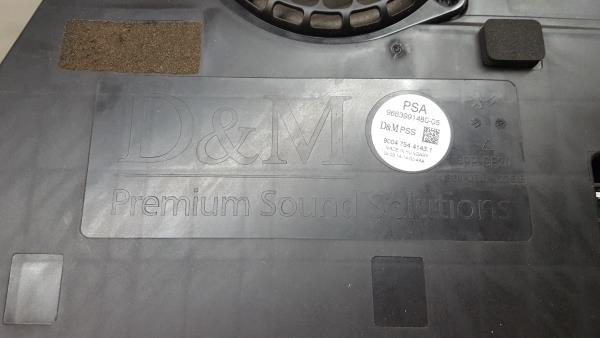 D&M
Premium Sound Solutions
PSA
9663991480-05
D&M PSS
9004 754 4143.1
MADE IN HUNGARY